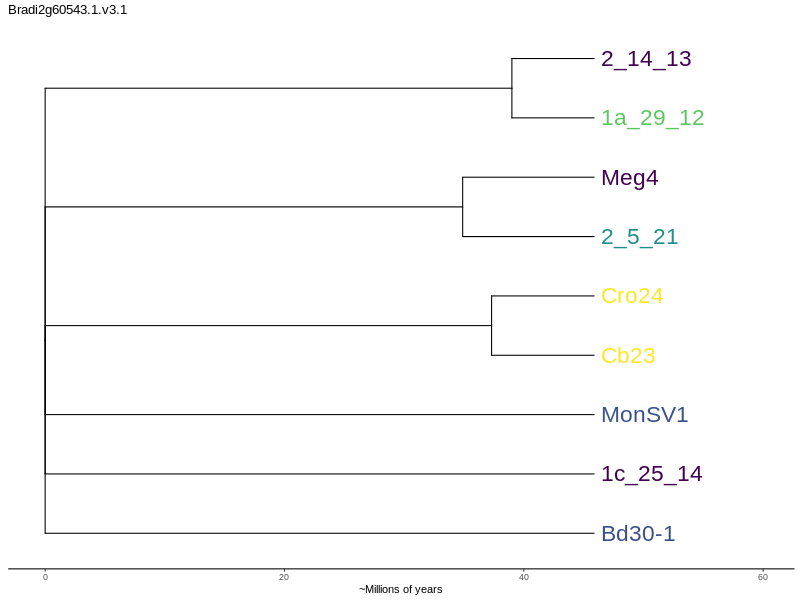 Bradi2g60543.1.v3.1
2_14_13
1a_29_12
Meg4
2_5_21
Cro24
Cb23
MonSV1
1c_25_14
Bd30-1
0 20 40 60
~Millions of years